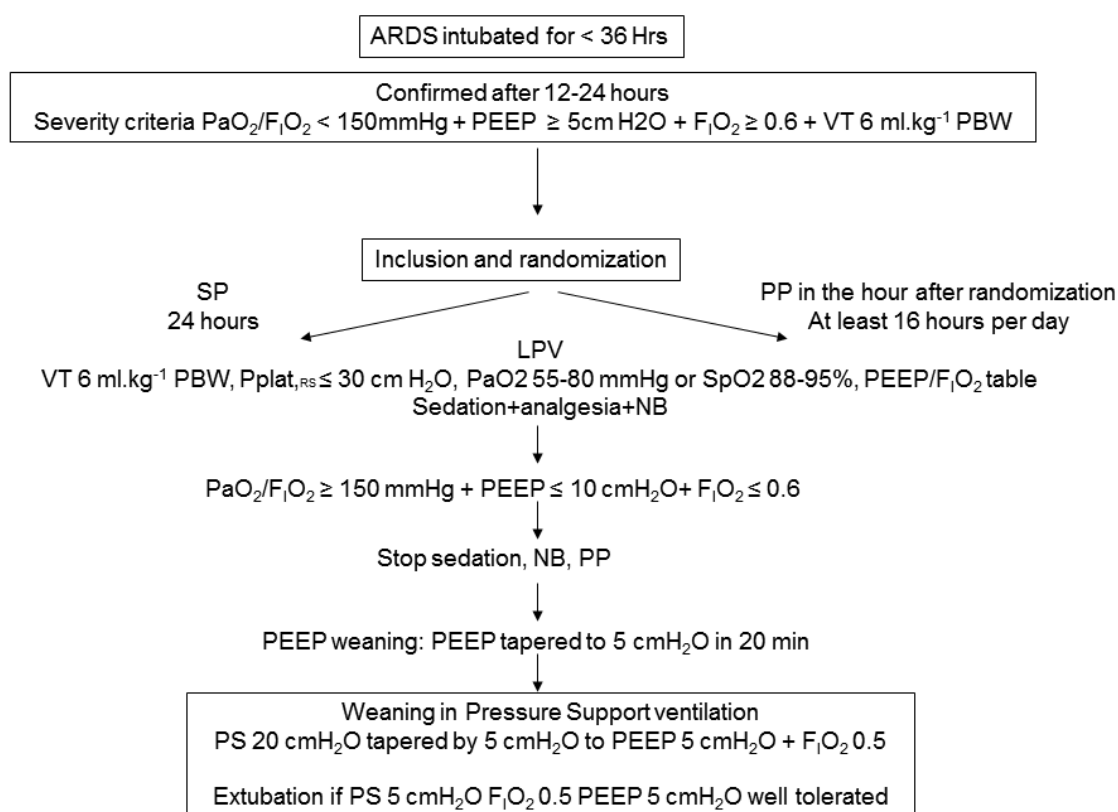 ARDS intubated for < 36 Hrs
Confirmed after 12-24 hours
Severity criteria PaO₂/FᵢO₂ < 150mmHg + PEEP ≥ 5cm H2O + FᵢO₂ ≥ 0.6 + VT 6 ml.kg⁻¹ PBW
Inclusion and randomization
SP
24 hours
PP in the hour after randomization
At least 16 hours per day
LPV
VT 6 ml.kg⁻¹ PBW, Pplat,RS ≤ 30 cm H₂O, PaO2 55-80 mmHg or SpO2 88-95%, PEEP/FᵢO₂ table
Sedation+analgesia+NB
PaO₂/FᵢO₂ ≥ 150 mmHg + PEEP ≤ 10 cmH₂O+ FᵢO₂ ≤ 0.6
Stop sedation, NB, PP
PEEP weaning: PEEP tapered to 5 cmH₂O in 20 min
Weaning in Pressure Support ventilation
PS 20 cmH₂O tapered by 5 cmH₂O to PEEP 5 cmH₂O + FᵢO₂ 0.5
Extubation if PS 5 cmH₂O FᵢO₂ 0.5 PEEP 5 cmH₂O well tolerated